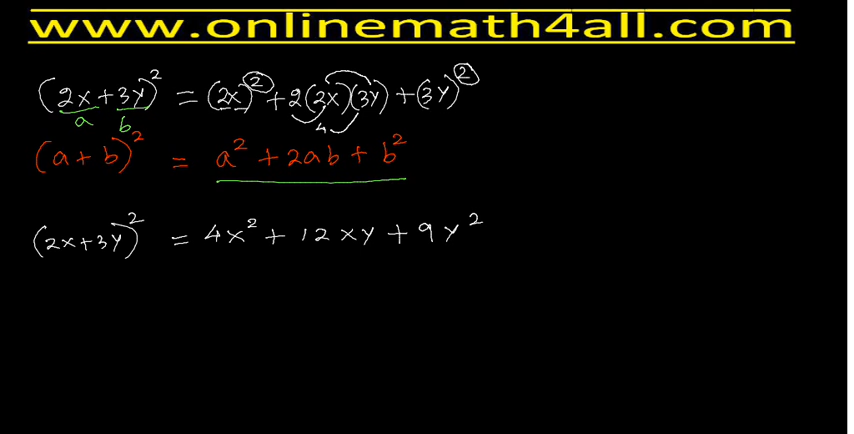 www.onlinemath4all.com
(2x+3y)² = (2x)² + 2(2x)(3y) + (3y)²
a b 4
(a+b)² = a² + 2ab + b²
(2x+3y)² = 4x² + 12xy + 9y²